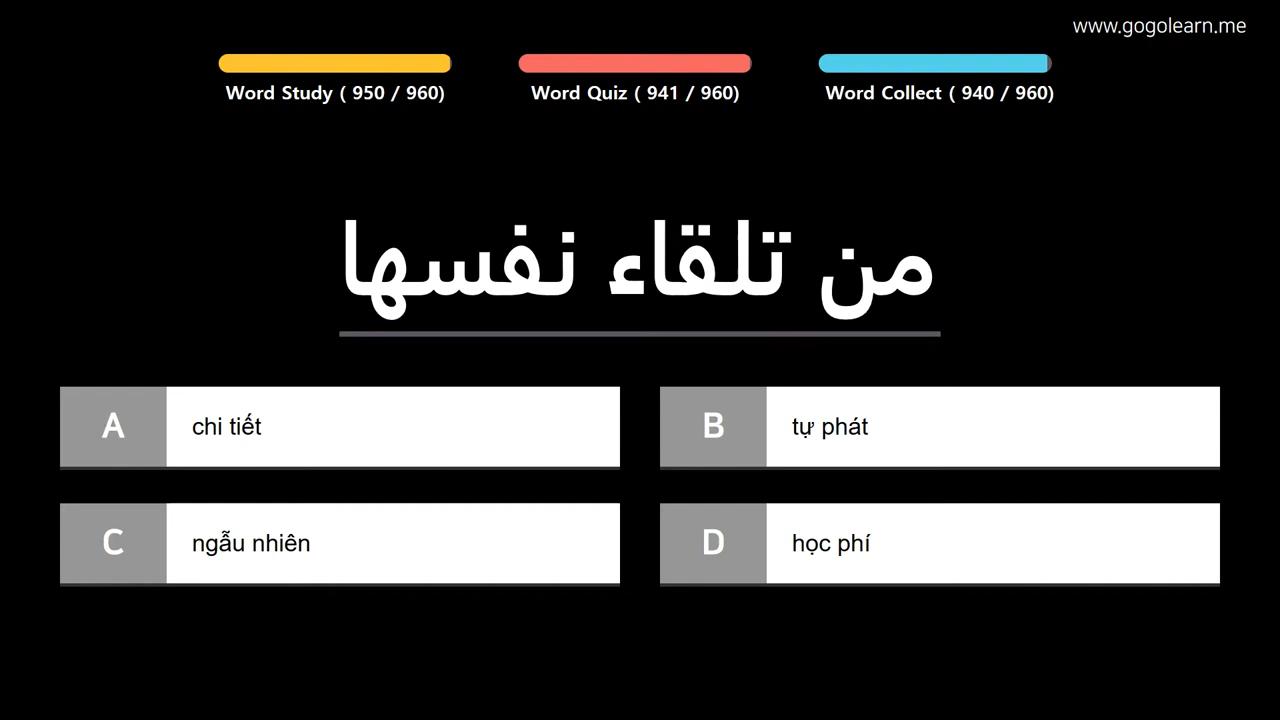 www.gogolearn.me
Word Study ( 950 / 960)
Word Quiz ( 941 / 960)
Word Collect ( 940 / 960)
من تلقاء نفسها
A
chi tiết
B
tự phát
C
ngẫu nhiên
D
học phí